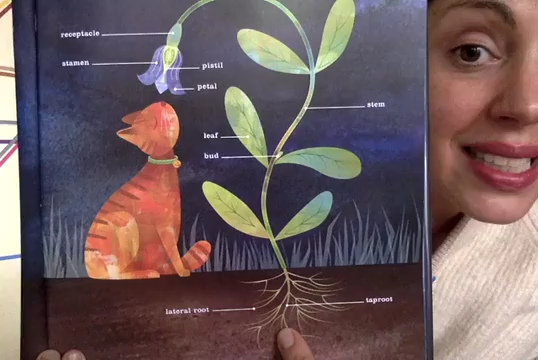 receptacle
stamen
pistil
petal
stem
leaf
bud
lateral root
taproot